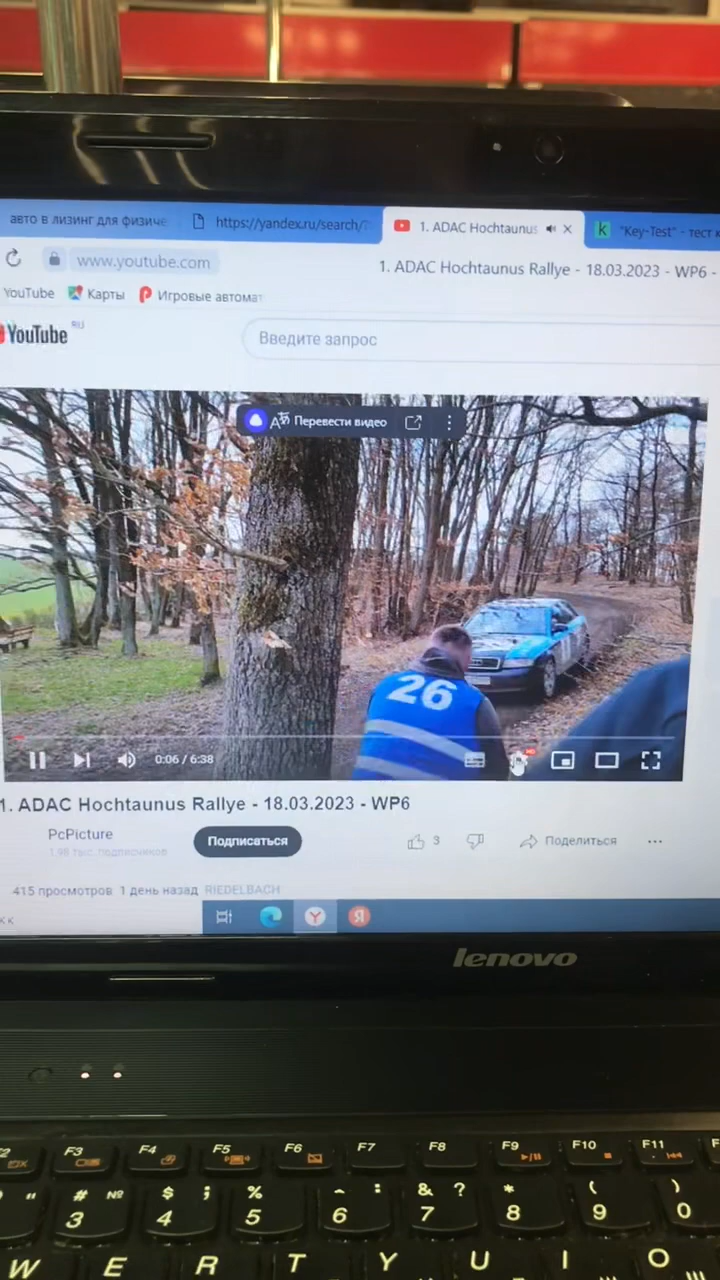 авто в лизинг для физиче
https://yandex.ru/search/?
1. ADAC Hochtaunus
"Key-Test" - тест к
www.youtube.com
1. ADAC Hochtaunus Rallye - 18.03.2023 - WP6 -
YouTube
Карты
Игровые автомат
YouTube RU
Введите запрос
Перевести видео
26
0:06 / 6:38
HD
1. ADAC Hochtaunus Rallye - 18.03.2023 - WP6
PcPicture
1,98 тыс. подписчиков
Подписаться
3
Поделиться
415 просмотров 1 день назад RIEDELBACH
lenovo
F3 F4 F5 F6 F7 F8 F9 F10 F11
# № $ ; % ^ : & ? * ( )
3 4 5 6 7 8 9 0
W E R T Y U I O